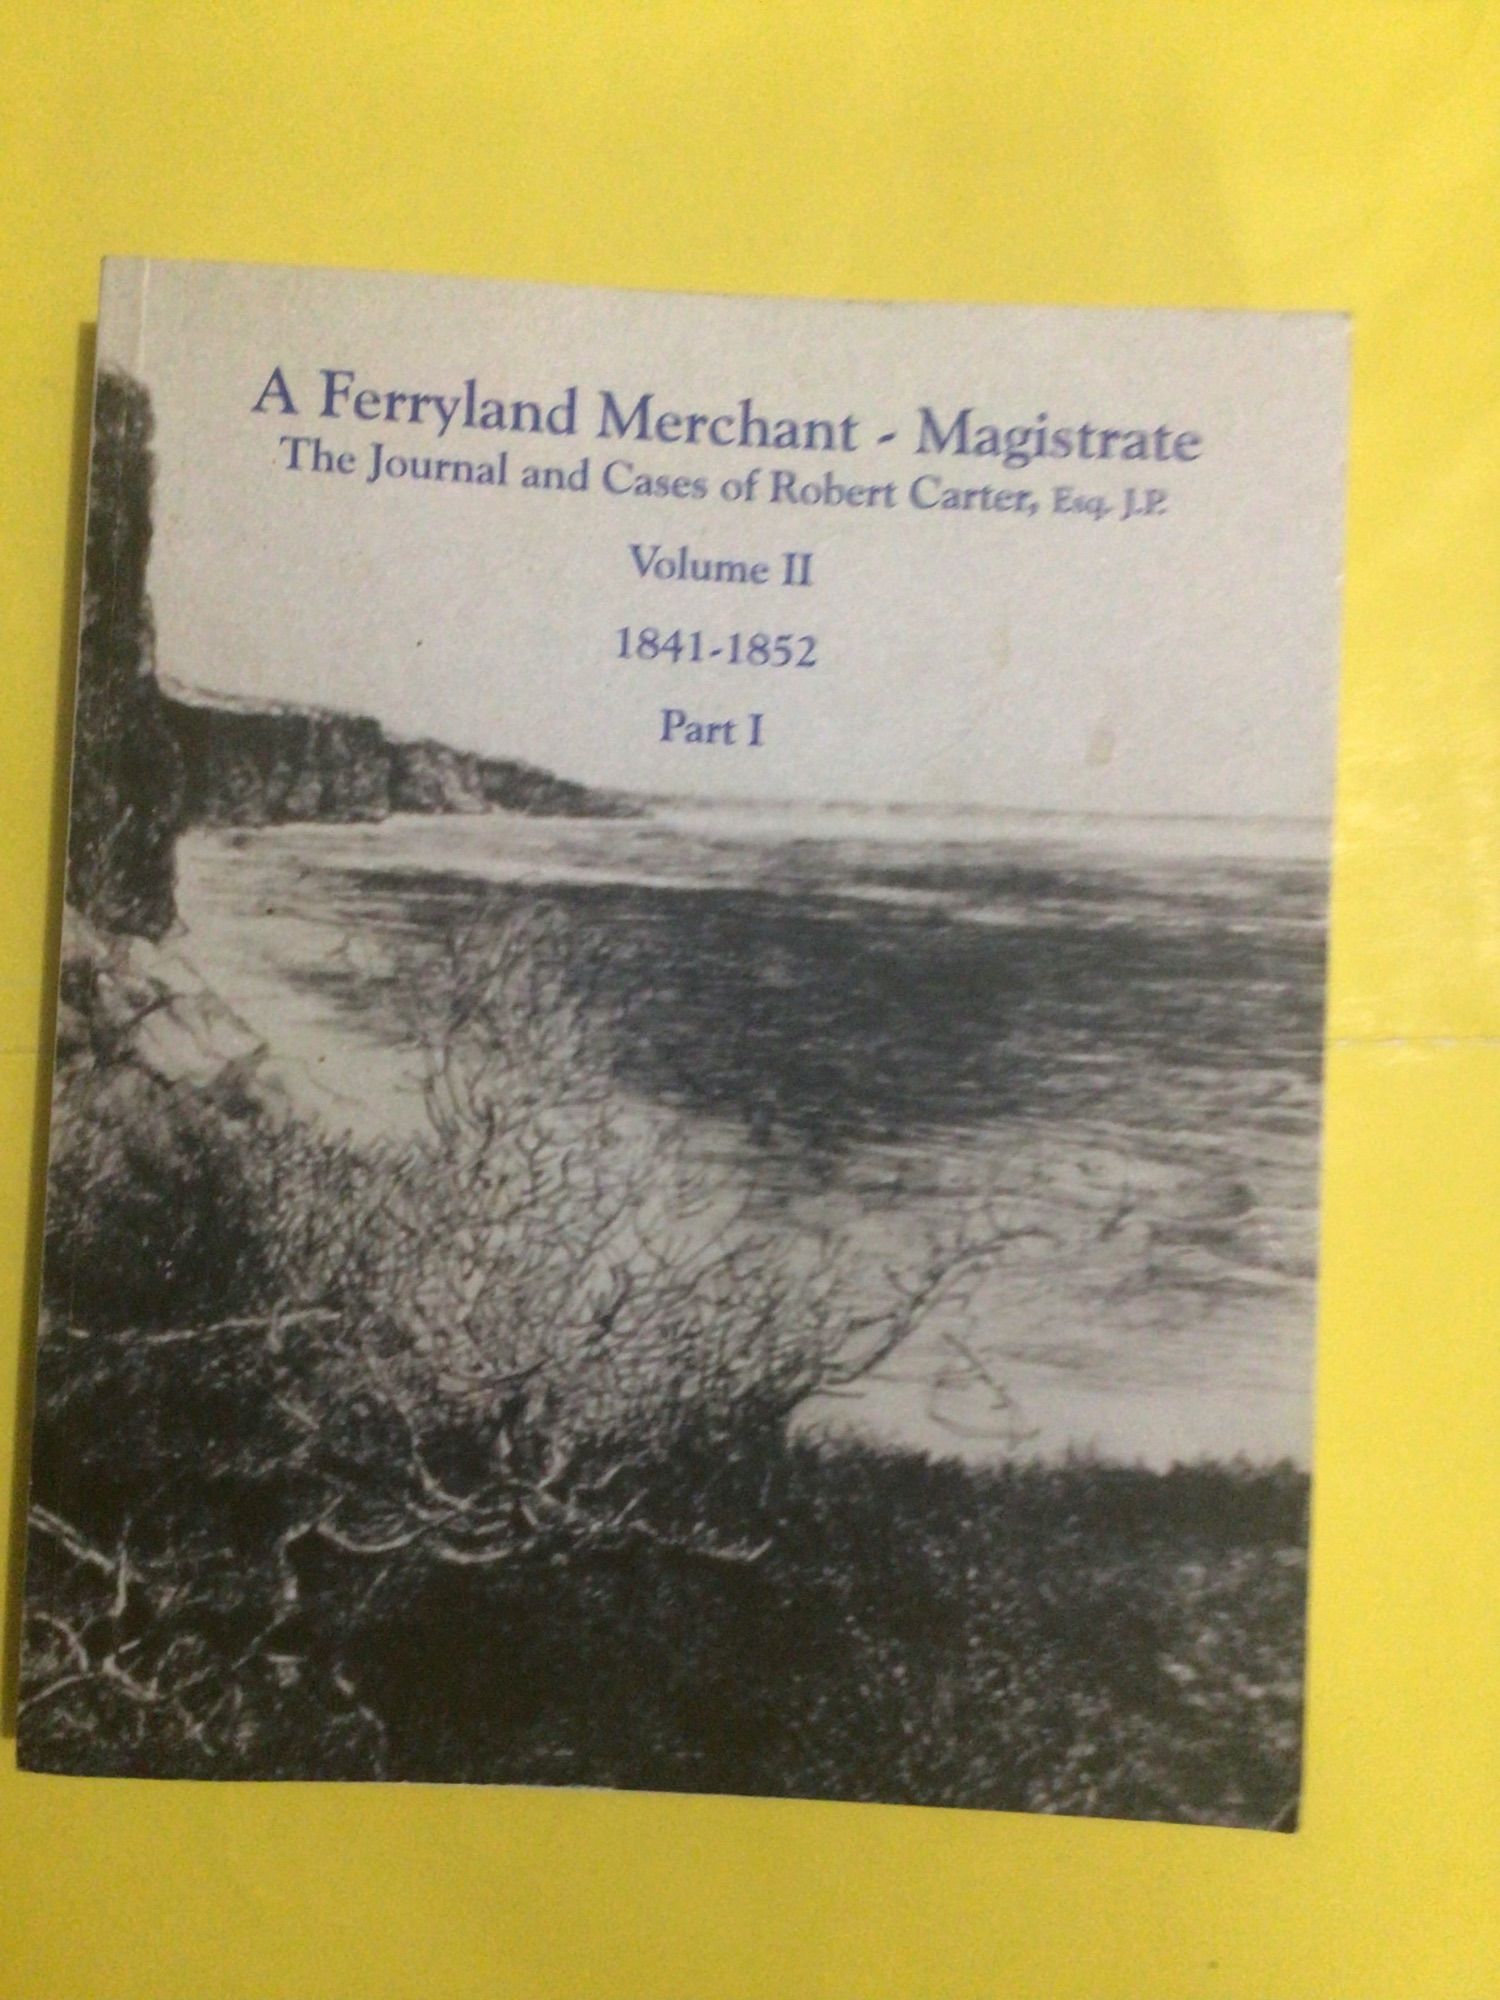 A Ferryland Merchant - Magistrate
The Journal and Cases of Robert Carter, Esq. J.P.
Volume II
1841-1852
Part I